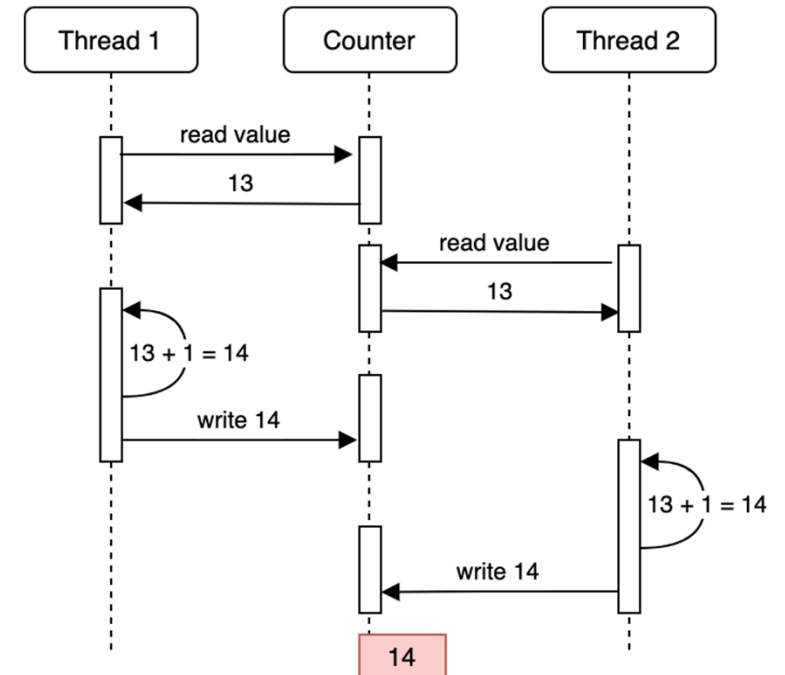 Thread 1
Counter
Thread 2
read value
13
read value
13
13 + 1 = 14
write 14
13 + 1 = 14
write 14
14